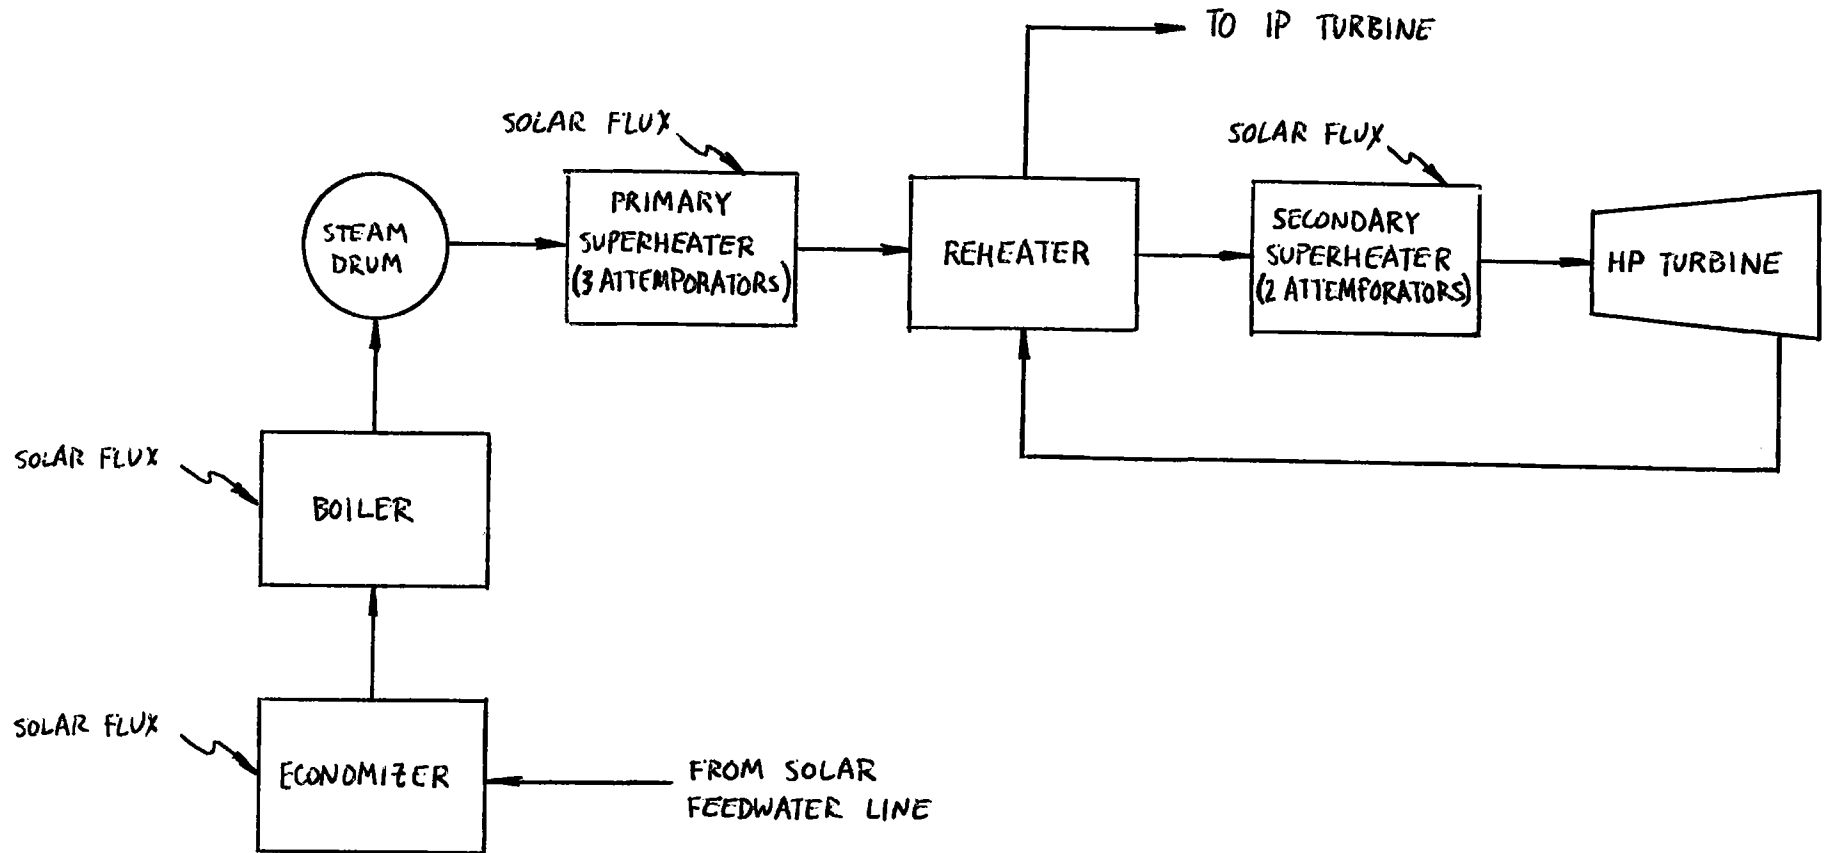 TO IP TURBINE
SOLAR FLUX
SOLAR FLUX
STEAM
DRUM
PRIMARY
SUPERHEATER
(3 ATTEMPORATORS)
REHEATER
SECONDARY
SUPERHEATER
(2 ATTEMPORATORS)
HP TURBINE
SOLAR FLUX
BOILER
SOLAR FLUX
ECONOMIZER
FROM SOLAR
FEEDWATER LINE